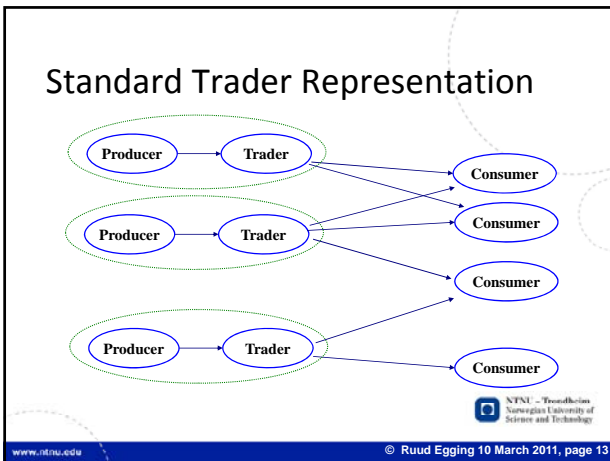 Standard Trader Representation
Producer
Trader
Consumer
Consumer
Producer
Trader
Consumer
Producer
Trader
Consumer
NTNU – Trondheim
Norwegian University of
Science and Technology
www.ntnu.edu
© Ruud Egging 10 March 2011, page 13